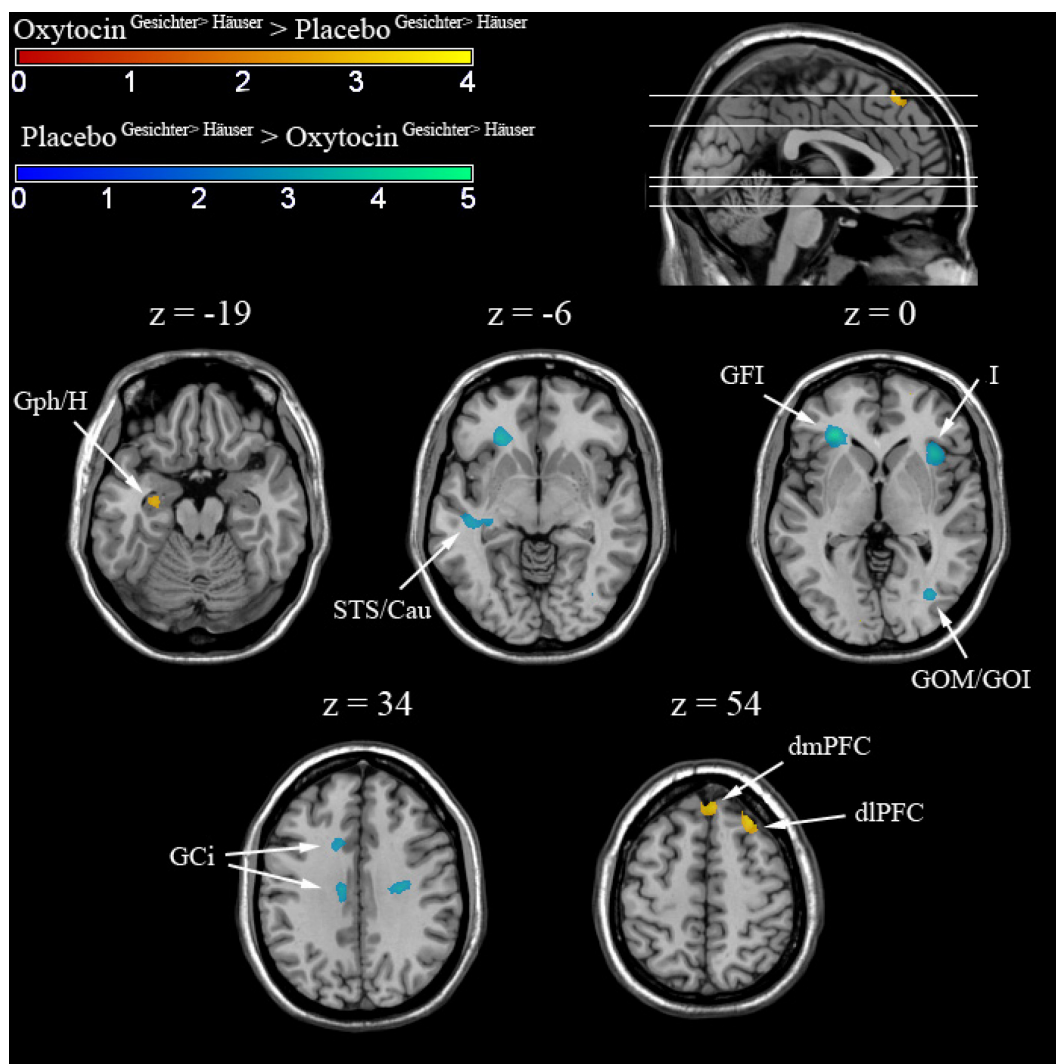 Oxytocin Gesichter> Häuser > Placebo Gesichter> Häuser
0 1 2 3 4
Placebo Gesichter> Häuser > Oxytocin Gesichter> Häuser
0 1 2 3 4 5
z = -19
z = -6
z = 0
Gph/H
GFI
I
STS/Cau
GOM/GOI
z = 34
z = 54
dmPFC
dlPFC
GCi